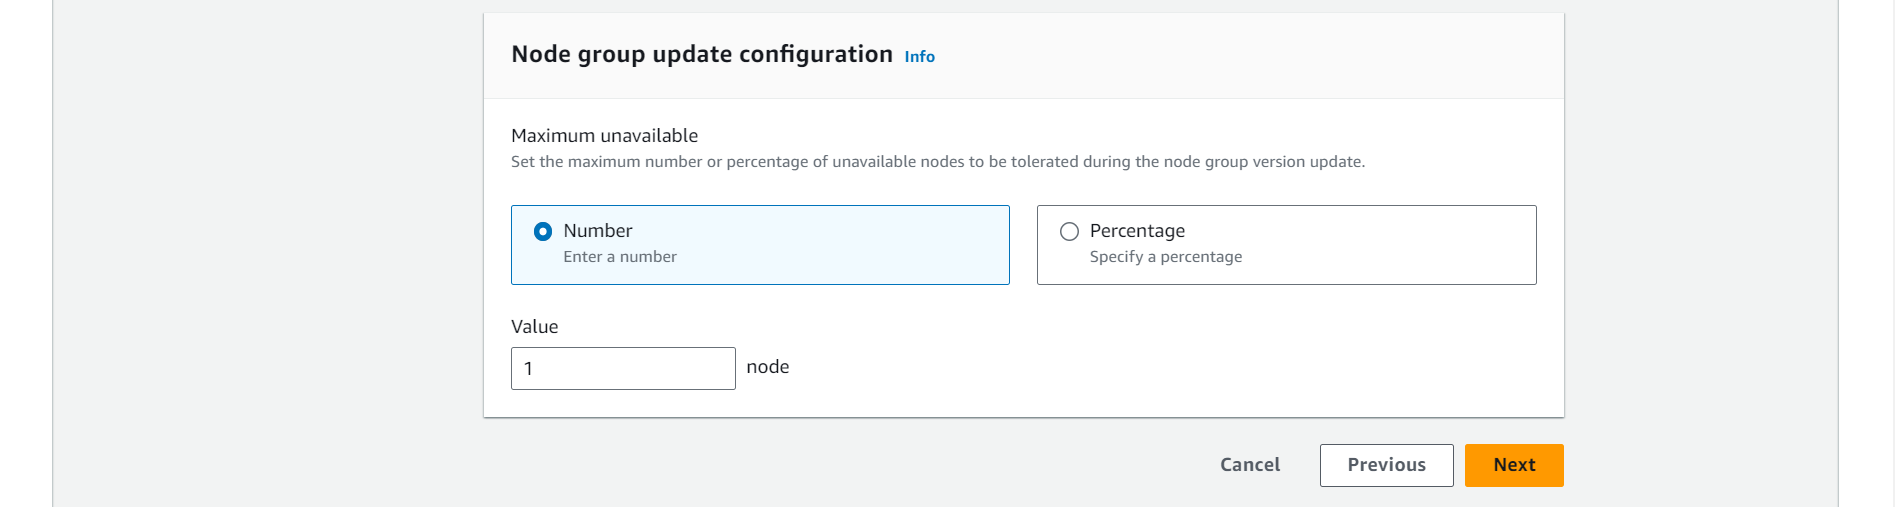 Node group update configuration Info
Maximum unavailable
Set the maximum number or percentage of unavailable nodes to be tolerated during the node group version update.
Number
Enter a number
Percentage
Specify a percentage
Value
1 node
Cancel Previous Next